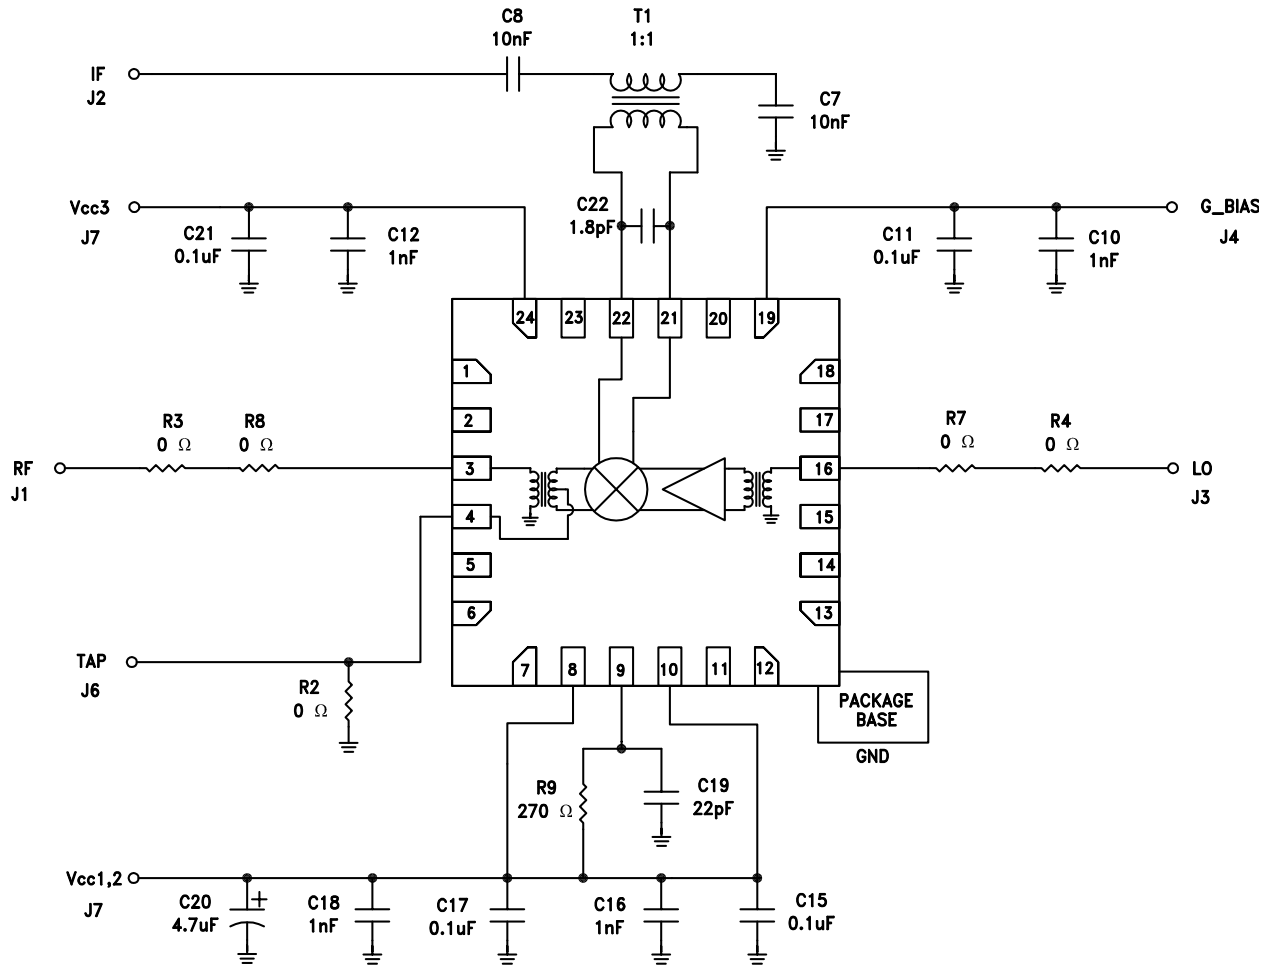 C8
10nF
T1
1:1
IF
J2
C7
10nF
Vcc3
J7
C21
0.1uF
C12
1nF
C22
1.8pF
C11
0.1uF
C10
1nF
G_BIAS
J4
24
23
22
21
20
19
1
2
3
4
5
6
18
17
16
15
14
13
7
8
9
10
11
12
RF
J1
R3
0 Ω
R8
0 Ω
R7
0 Ω
R4
0 Ω
LO
J3
TAP
J6
R2
0 Ω
PACKAGE
BASE
GND
R9
270 Ω
C19
22pF
Vcc1,2
J7
C20
4.7uF
+
C18
1nF
C17
0.1uF
C16
1nF
C15
0.1uF